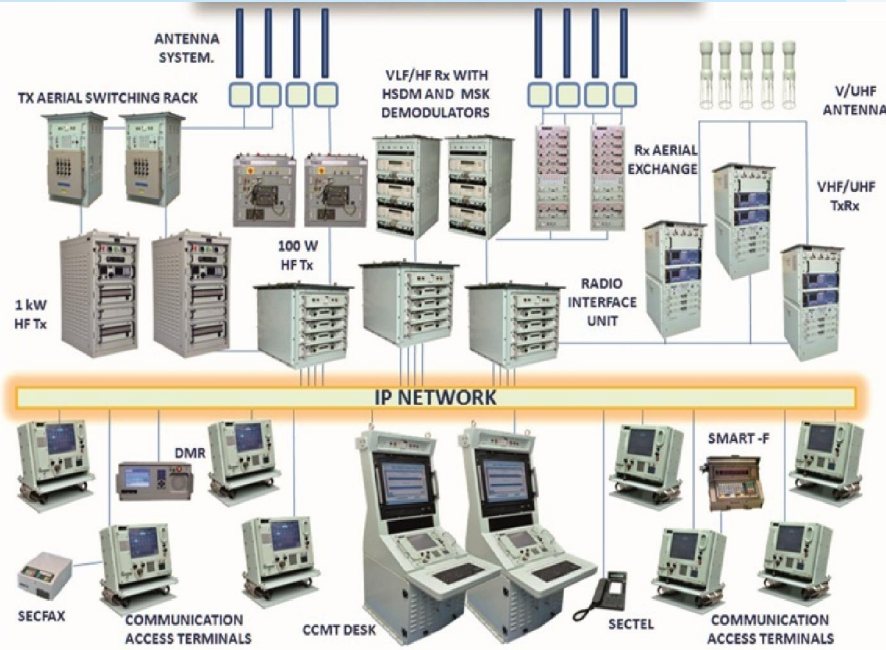 ANTENNA
SYSTEM.
TX AERIAL SWITCHING RACK
VLF/HF Rx WITH
HSDM AND MSK
DEMODULATORS
V/UHF
ANTENNA
Rx AERIAL
EXCHANGE
VHF/UHF
TxRx
100 W
HF Tx
1 kW
HF Tx
RADIO
INTERFACE
UNIT
IP NETWORK
DMR
SMART -F
SECFAX
COMMUNICATION
ACCESS TERMINALS
CCMT DESK
SECTEL
COMMUNICATION
ACCESS TERMINALS